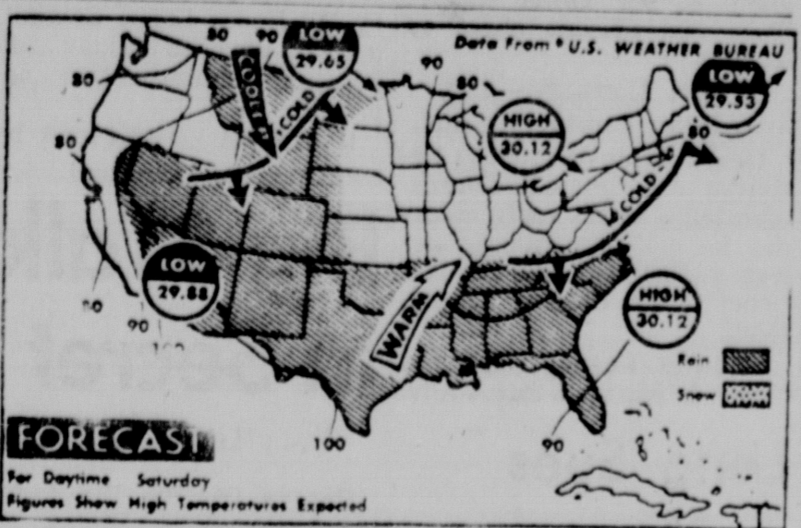 80 90
LOW
29.65
Data From U.S. WEATHER BUREAU
90
80
LOW
29.53
80
COOLER
COLD
HIGH
30.12
80
80
COLD
LOW
29.88
HIGH
30.12
WARM
90
Rain
Snow
100
90
FORECAST
For Daytime Saturday
Figures Show High Temperatures Expected